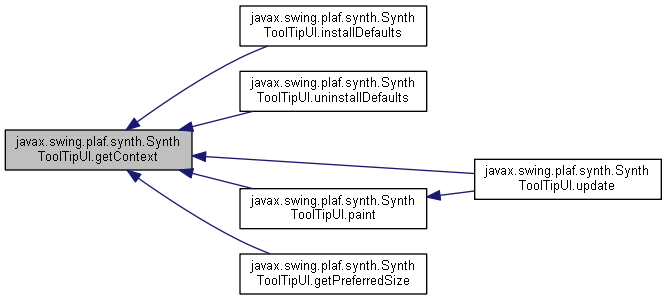 javax.swing.plaf.synth.Synth
ToolTipUI.installDefaults
javax.swing.plaf.synth.Synth
ToolTipUI.uninstallDefaults
javax.swing.plaf.synth.Synth
ToolTipUI.getContext
javax.swing.plaf.synth.Synth
ToolTipUI.update
javax.swing.plaf.synth.Synth
ToolTipUI.paint
javax.swing.plaf.synth.Synth
ToolTipUI.getPreferredSize